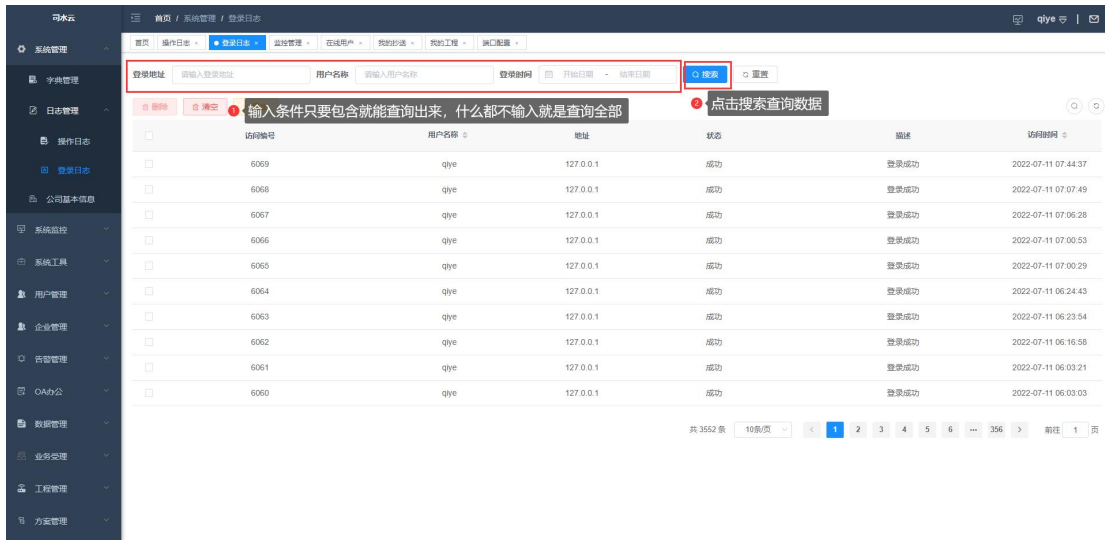 司水云
首页 / 系统管理 / 登录日志
qiye
系统管理
首页 操作日志 × 登录日志 × 监控管理 × 在线用户 × 我的抄送 × 我的工程 × 端口配置 ×
字典管理
登录地址 请输入登录地址 用户名称 请输入用户名称 登录时间 开始日期 - 结束日期 搜索 重置
日志管理
删除 清空 1 输入条件只要包含就能查询出来，什么都不输入就是查询全部 2 点击搜索查询数据
操作日志
访问编号 用户名称 地址 状态 描述 访问时间
登录日志
公司基本信息
6069 qiye 127.0.0.1 成功 登录成功 2022-07-11 07:44:37
6068 qiye 127.0.0.1 成功 登录成功 2022-07-11 07:07:49
6067 qiye 127.0.0.1 成功 登录成功 2022-07-11 07:06:28
6066 qiye 127.0.0.1 成功 登录成功 2022-07-11 07:00:53
6065 qiye 127.0.0.1 成功 登录成功 2022-07-11 07:00:29
6064 qiye 127.0.0.1 成功 登录成功 2022-07-11 06:24:43
6063 qiye 127.0.0.1 成功 登录成功 2022-07-11 06:23:54
6062 qiye 127.0.0.1 成功 登录成功 2022-07-11 06:16:58
6061 qiye 127.0.0.1 成功 登录成功 2022-07-11 06:03:21
6060 qiye 127.0.0.1 成功 登录成功 2022-07-11 06:03:03
系统监控
系统工具
用户管理
企业管理
告警管理
OA办公
数据管理
业务受理
工程管理
方案管理
共 3552 条 10条/页 < 1 2 3 4 5 6 ··· 356 > 前往 1 页